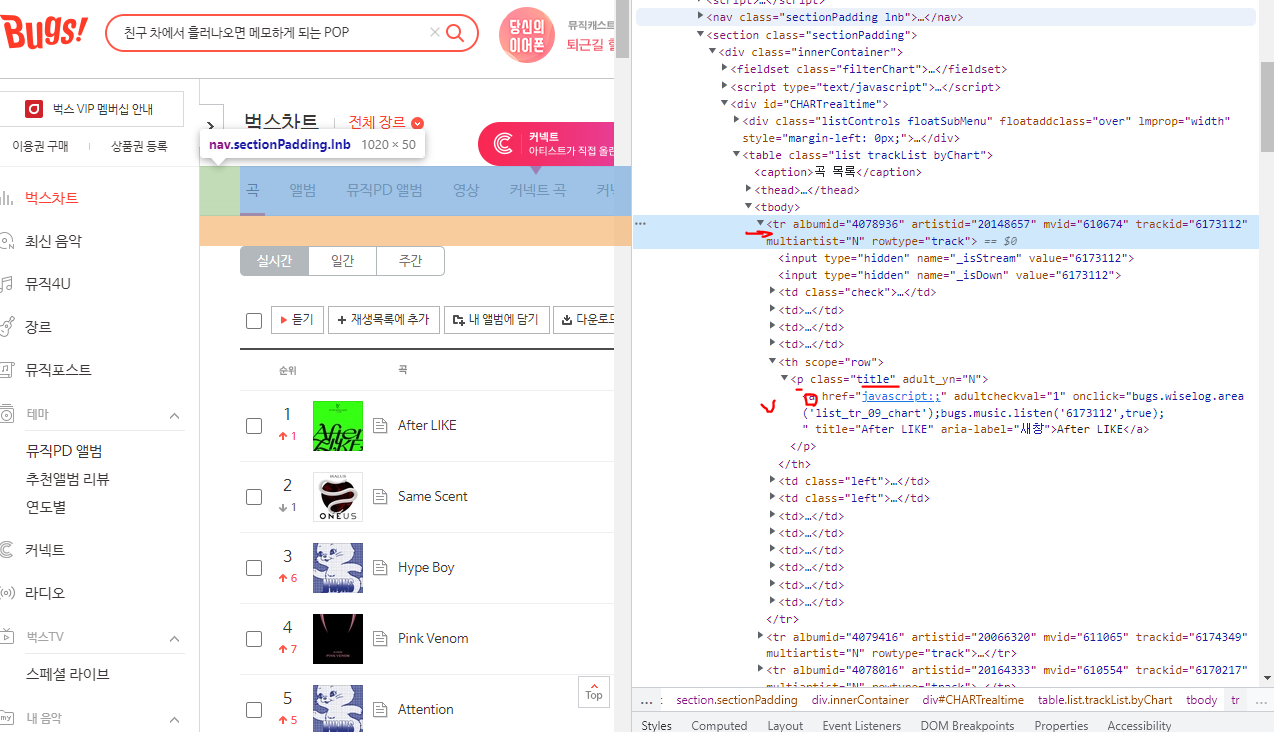 Bugs!
친구 차에서 흘러나오면 메모하게 되는 POP
당신의
이어폰
뮤직캐스트
퇴근길
벅스 VIP 멤버십 안내
이용권 구매
상품권 등록
벅스차트
전체 장르
nav.sectionPadding.lnb 1020 × 50
커넥트
아티스트가 직접 올린
곡 앨범 뮤직PD 앨범 영상 커넥트 곡
벅스차트
최신 음악
뮤직4U
장르
뮤직포스트
테마
뮤직PD 앨범
추천앨범 리뷰
연도별
커넥트
라디오
벅스TV
스페셜 라이브
my
내 음악
실시간 일간 주간
듣기
+ 재생목록에 추가
내 앨범에 담기
다운로드
순위 곡
1
1
After LIKE
2
1
ONEUS
Same Scent
3
6
Hype Boy
4
7
Pink Venom
5
5
Attention
Top
script>…</script>
<nav class="sectionPadding lnb">…</nav>
<section class="sectionPadding">
<div class="innerContainer">
<fieldset class="filterChart">…</fieldset>
<script type="text/javascript">…</script>
<div id="CHARTrealtime">
<div class="listControls floatSubMenu" floataddclass="over" lmprop="width"
style="margin-left: 0px;">…</div>
<table class="list trackList byChart">
<caption>곡 목록</caption>
<thead>…</thead>
<tbody>
… <tr albumid="4078936" artistid="20148657" mvid="610674" trackid="6173112"
multiartist="N" rowtype="track"> == $0
<input type="hidden" name="_isStream" value="6173112">
<input type="hidden" name="_isDown" value="6173112">
<td class="check">…</td>
<td>…</td>
<td>…</td>
<td>…</td>
<th scope="row">
<p class="title" adult_yn="N">
<a href="javascript:;" adultcheckval="1" onclick="bugs.wiselog.area
('list_tr_09_chart');bugs.music.listen('6173112',true);
" title="After LIKE" aria-label="새창">After LIKE</a>
</p>
</th>
<td class="left">…</td>
<td class="left">…</td>
<td>…</td>
<td>…</td>
<td>…</td>
<td>…</td>
<td>…</td>
<td>…</td>
</tr>
<tr albumid="4079416" artistid="20066320" mvid="611065" trackid="6174349"
multiartist="N" rowtype="track">…</tr>
<tr albumid="4078016" artistid="20164333" mvid="610554" trackid="6170217"
multiartist="N" rowtype="track">…</tr>
… section.sectionPadding div.innerContainer div#CHARTrealtime table.list.trackList.byChart tbody tr …
Styles Computed Layout Event Listeners DOM Breakpoints Properties Accessibility